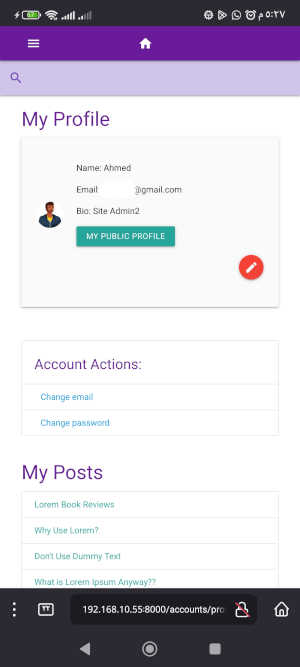 57
٥:٢٧ م
My Profile
Name: Ahmed
Email @gmail.com
Bio: Site Admin2
MY PUBLIC PROFILE
Account Actions:
Change email
Change password
My Posts
Lorem Book Reviews
Why Use Lorem?
Don't Use Dummy Text
What is Lorem Ipsum Anyway??
٣٣
192.168.10.55:8000/accounts/pro